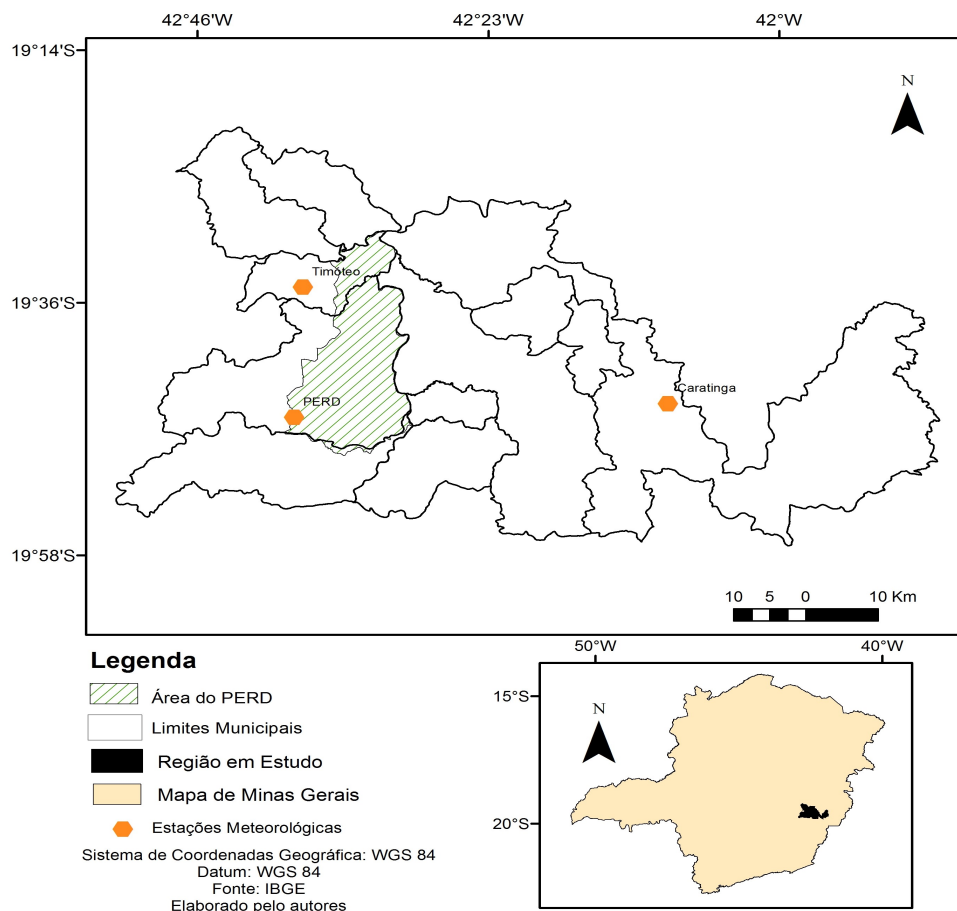 42°46'W 42°23'W 42°W
19°14'S
N
Timóteo
19°36'S
Caratinga
PERD
19°58'S
10 5 0 10 Km
Legenda
Área do PERD
Limites Municipais
Região em Estudo
Mapa de Minas Gerais
Estações Meteorológicas
Sistema de Coordenadas Geográfica: WGS 84
Datum: WGS 84
Fonte: IBGE
Elaborado pelo autores
50°W 40°W
15°S
N
20°S